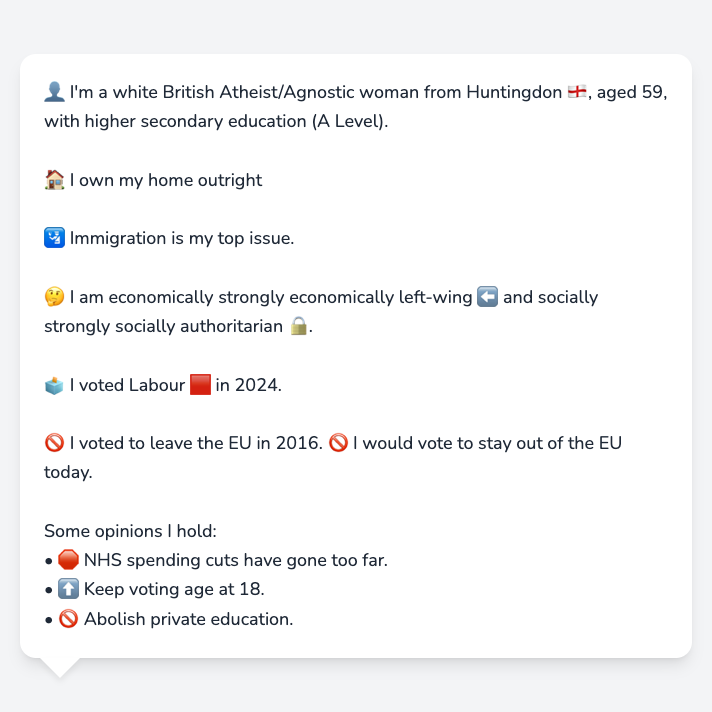 👤 I'm a white British Atheist/Agnostic woman from Huntingdon 🏴󠁧󠁢󠁥󠁮󠁧󠁿, aged 59,
with higher secondary education (A Level).
🏠 I own my home outright
🛂 Immigration is my top issue.
🤔 I am economically strongly economically left-wing ⬅️ and socially
strongly socially authoritarian 🔒.
🗳️ I voted Labour 🟥 in 2024.
🚫 I voted to leave the EU in 2016. 🚫 I would vote to stay out of the EU
today.
Some opinions I hold:
• 🛑 NHS spending cuts have gone too far.
• ⬆️ Keep voting age at 18.
• 🚫 Abolish private education.